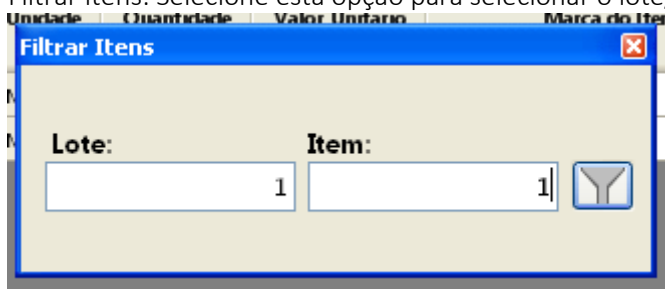 Filtrar Itens: Selecione esta opção para selecionar o lote,
Unidade Quantidade Valor Unitário Marca do Ite
Filtrar Itens
Lote: Item:
1 1